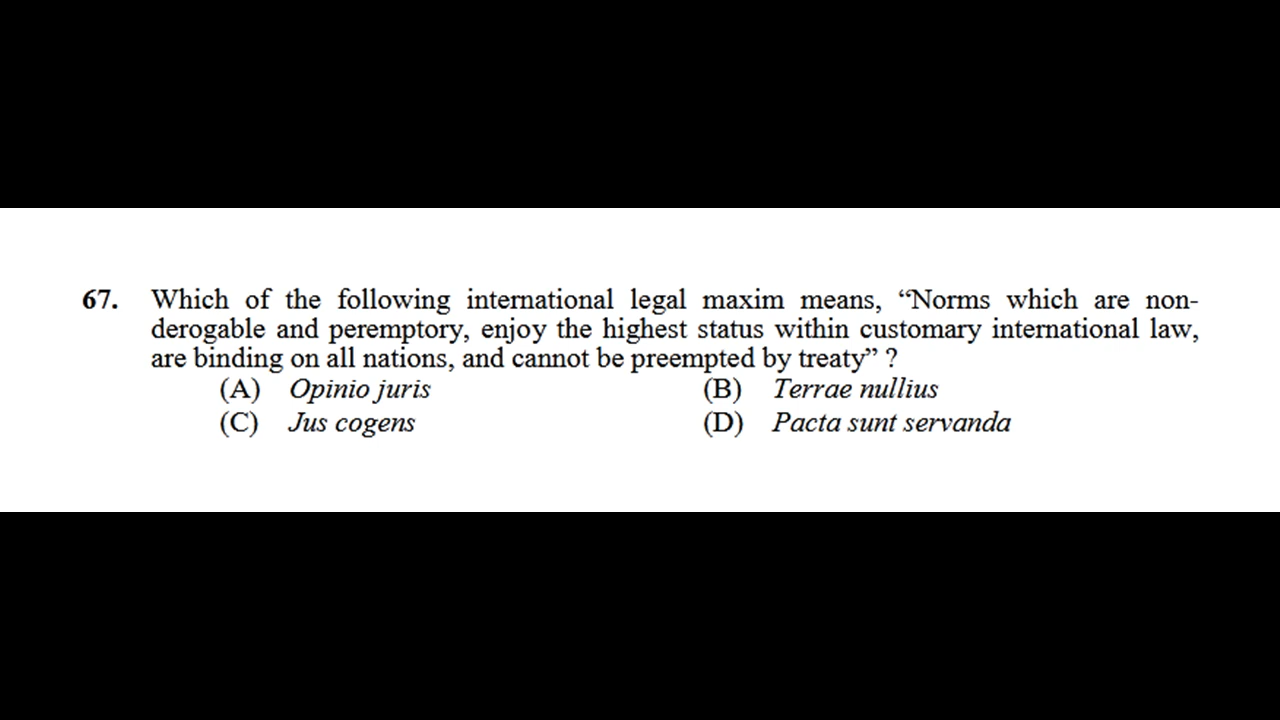 67. Which of the following international legal maxim means, “Norms which are non-
derogable and peremptory, enjoy the highest status within customary international law,
are binding on all nations, and cannot be preempted by treaty” ?
(A) Opinio juris (B) Terrae nullius
(C) Jus cogens (D) Pacta sunt servanda